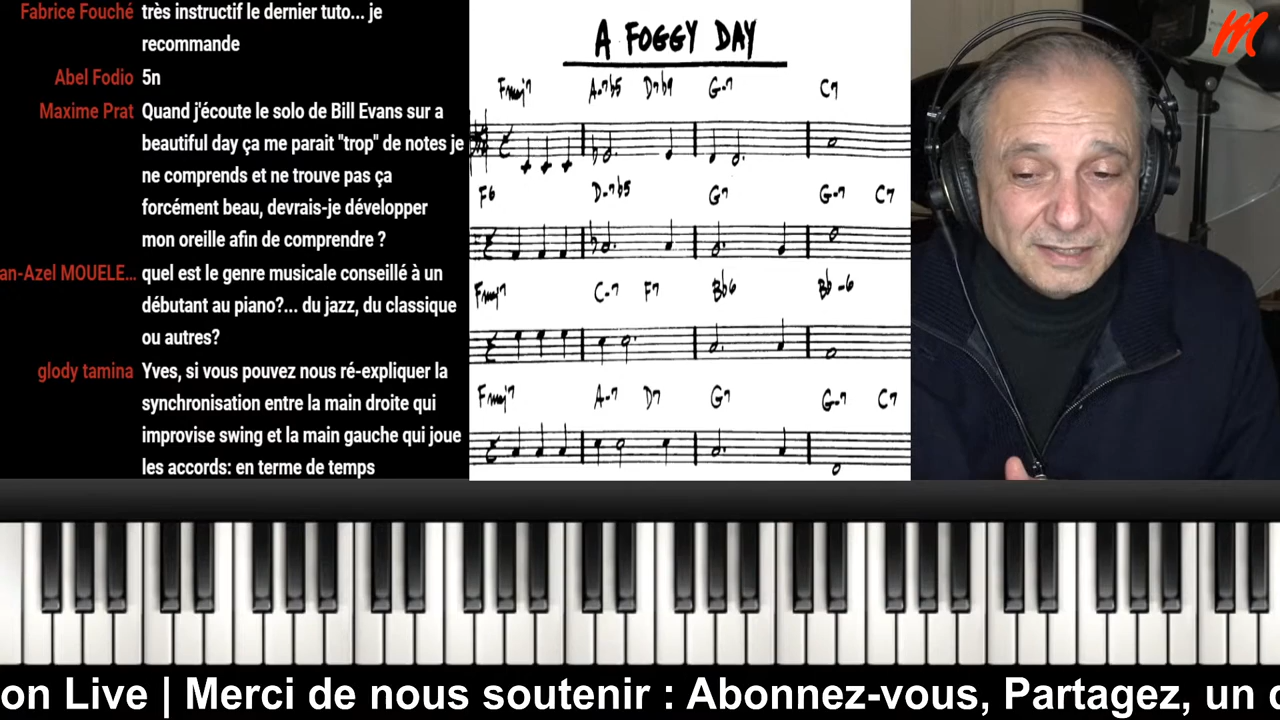 Fabrice Fouché très instructif le dernier tuto... je
recommande
Abel Fodio 5n
Maxime Prat Quand j'écoute le solo de Bill Evans sur a
beautiful day ça me parait "trop" de notes je
ne comprends et ne trouve pas ça
forcément beau, devrais-je développer
mon oreille afin de comprendre ?
an-Azel MOUELE... quel est le genre musicale conseillé à un
débutant au piano?... du jazz, du classique
ou autres?
glody tamina Yves, si vous pouvez nous ré-expliquer la
synchronisation entre la main droite qui
improvise swing et la main gauche qui joue
les accords: en terme de temps
A FOGGY DAY
Fmaj7 A-7b5 D7b9 G-7 C7
F6 D-7b5 G7 G-7 C7
Fmaj7 C-7 F7 Bb6 Bb-6
Fmaj7 A-7 D7 G7 G-7 C7
M
on Live | Merci de nous soutenir : Abonnez-vous, Partagez, un